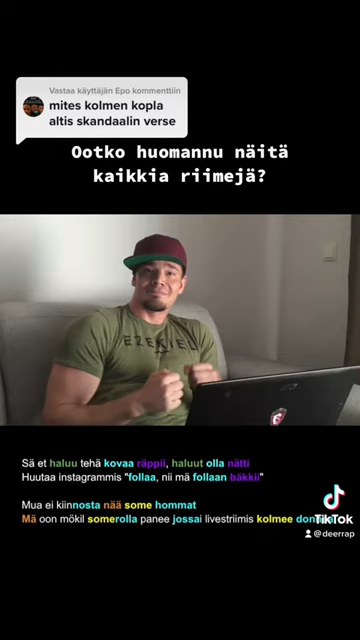 Vastaa käyttäjän Epo kommenttiin
mites kolmen kopla
altis skandaalin verse
Ootko huomannu näitä
kaikkia riimejä?
EZEKIEL
Sä et haluu tehä kovaa räppii, haluut olla nätti
Huutaa instagrammis "follaa, nii mä follaan bäkkii"
Mua ei kiinnosta nää some hommat
Mä oon mökil somerolla panee jossai livestriimis kolmee
TikTok
@deerrap